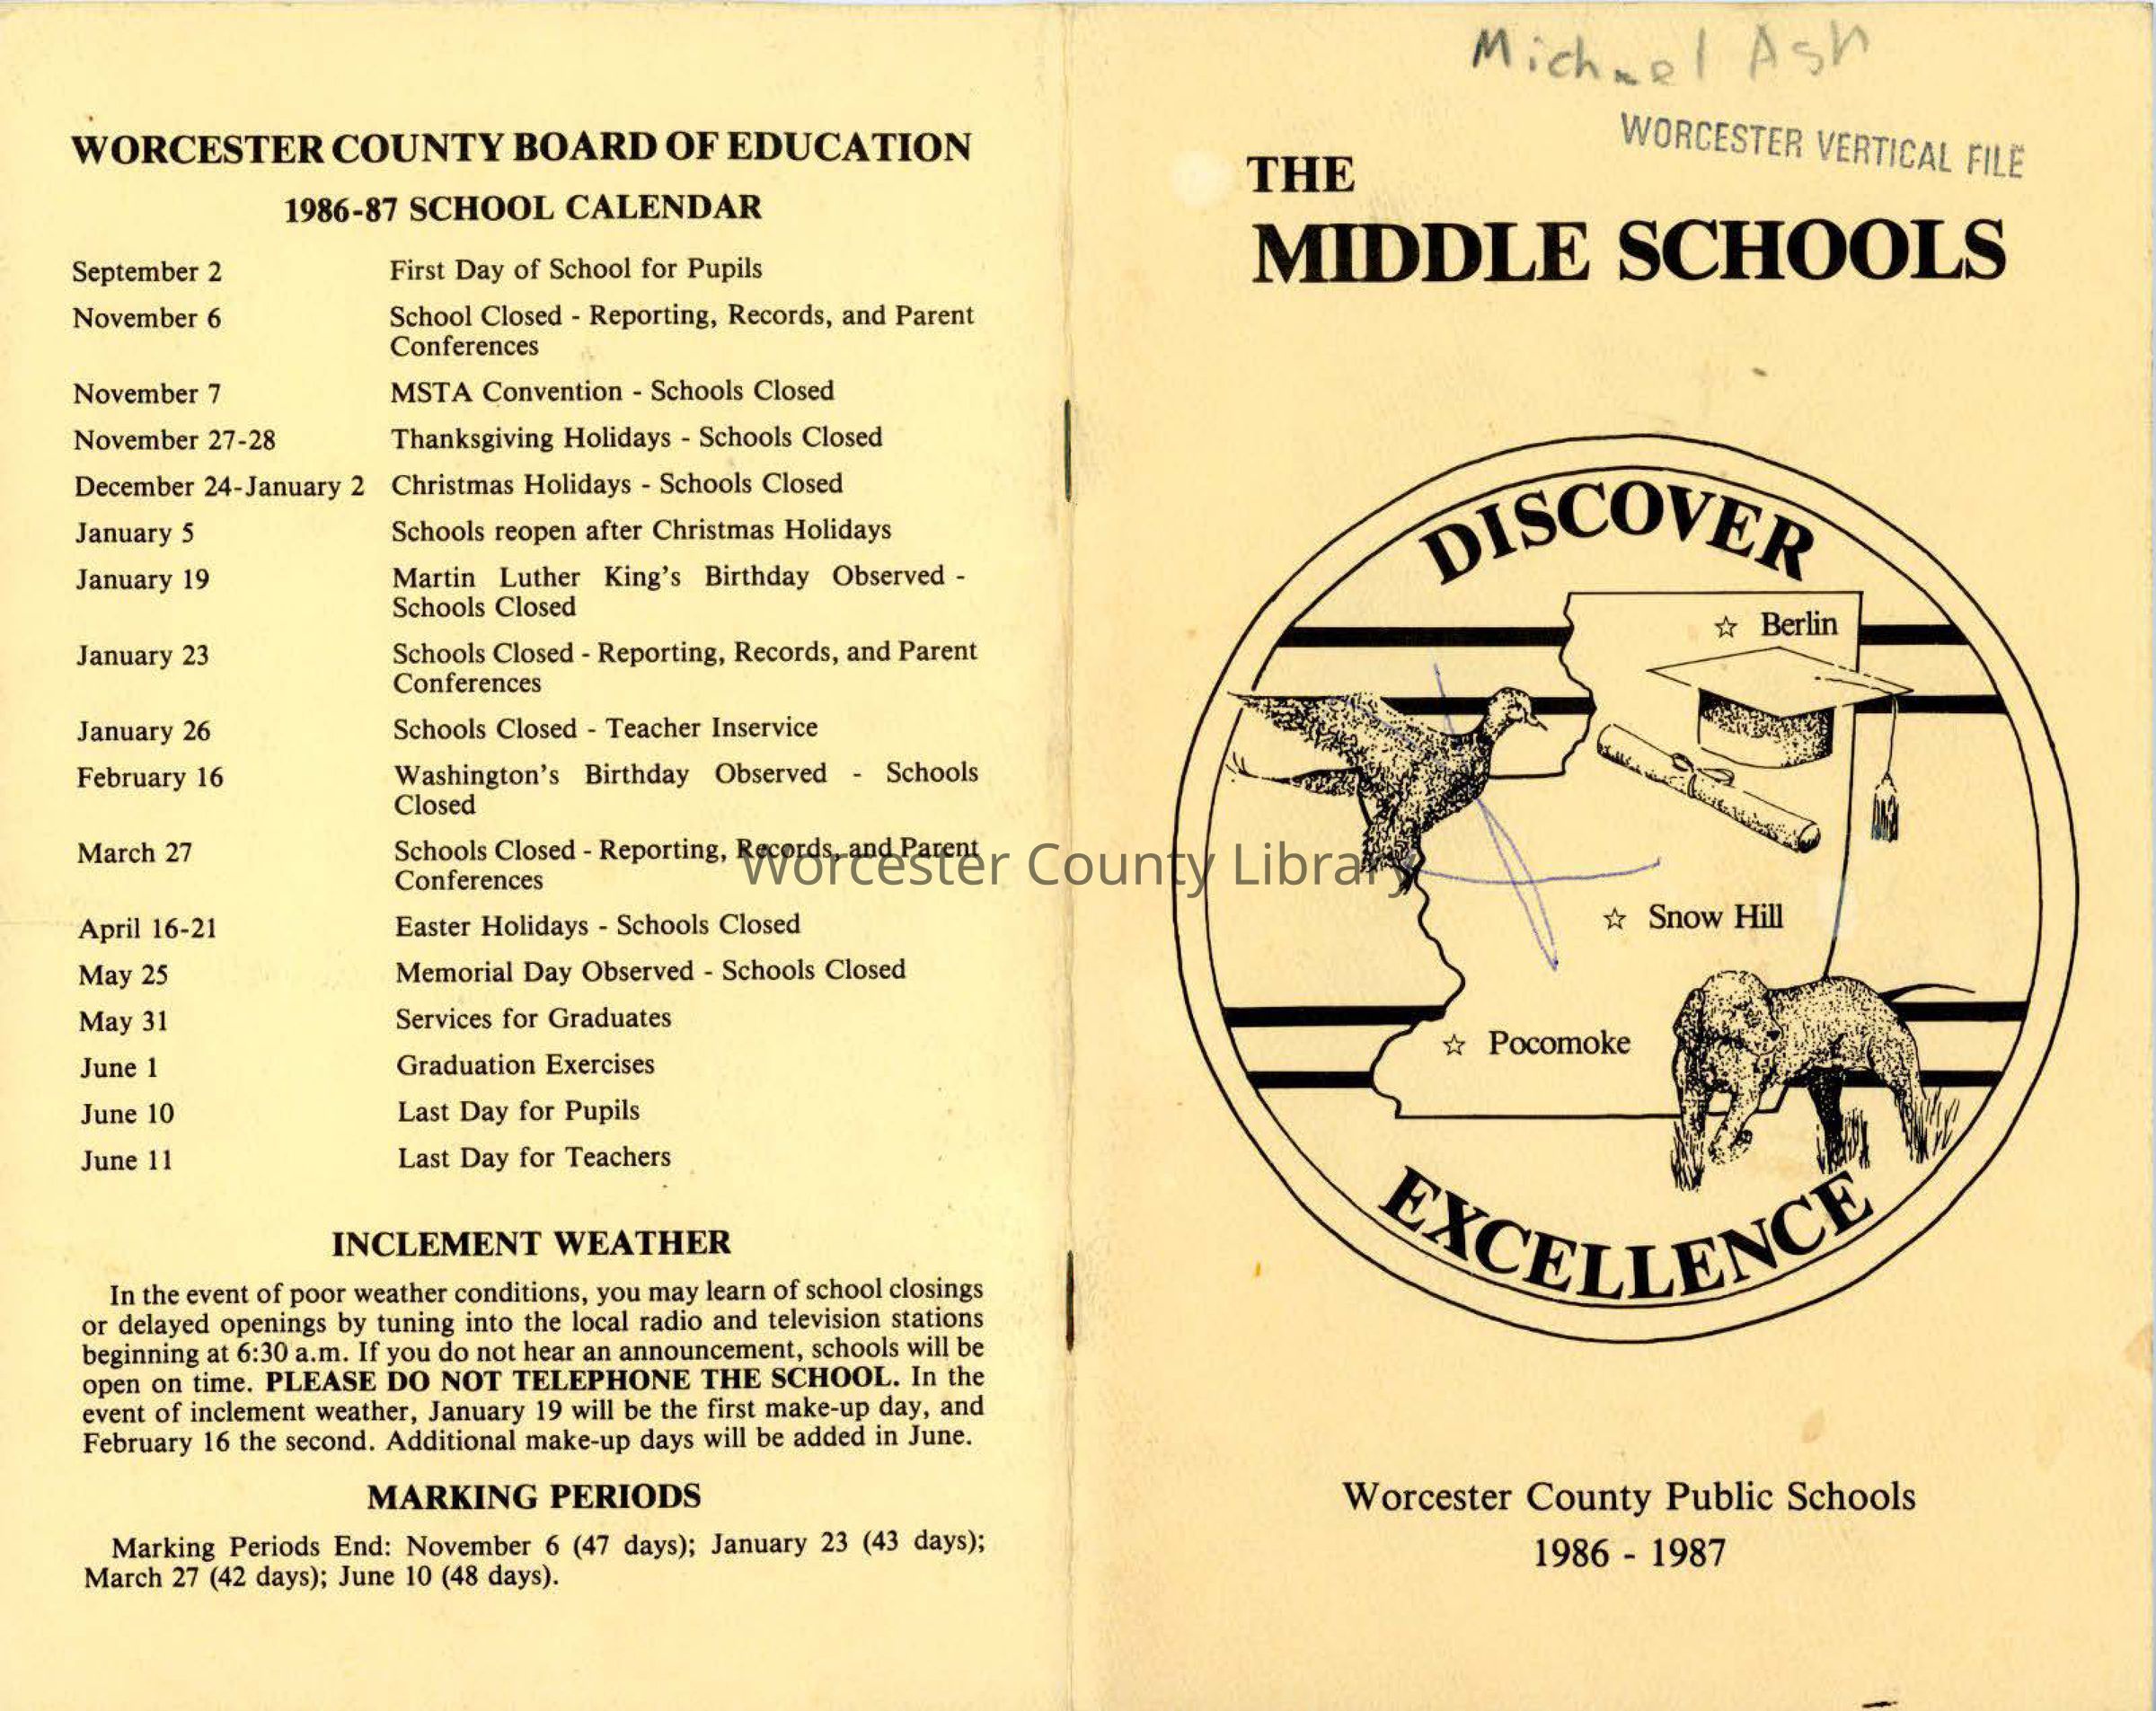 WORCESTER COUNTY BOARD OF EDUCATION
1986-87 SCHOOL CALENDAR
September 2 First Day of School for Pupils
November 6 School Closed - Reporting, Records, and Parent
Conferences
November 7 MSTA Convention - Schools Closed
November 27-28 Thanksgiving Holidays - Schools Closed
December 24-January 2 Christmas Holidays - Schools Closed
January 5 Schools reopen after Christmas Holidays
January 19 Martin Luther King's Birthday Observed -
Schools Closed
January 23 Schools Closed - Reporting, Records, and Parent
Conferences
January 26 Schools Closed - Teacher Inservice
February 16 Washington's Birthday Observed - Schools
Closed
March 27 Schools Closed - Reporting, Records, and Parent
Conferences
April 16-21 Easter Holidays - Schools Closed
May 25 Memorial Day Observed - Schools Closed
May 31 Services for Graduates
June 1 Graduation Exercises
June 10 Last Day for Pupils
June 11 Last Day for Teachers
INCLEMENT WEATHER
In the event of poor weather conditions, you may learn of school closings
or delayed openings by tuning into the local radio and television stations
beginning at 6:30 a.m. If you do not hear an announcement, schools will be
open on time. PLEASE DO NOT TELEPHONE THE SCHOOL. In the
event of inclement weather, January 19 will be the first make-up day, and
February 16 the second. Additional make-up days will be added in June.
MARKING PERIODS
Marking Periods End: November 6 (47 days); January 23 (43 days);
March 27 (42 days); June 10 (48 days).
Worcester County Library
Michael Ash
WORCESTER VERTICAL FILE
THE
MIDDLE SCHOOLS
DISCOVER
☆ Berlin
☆ Snow Hill
☆ Pocomoke
EXCELLENCE
Worcester County Public Schools
1986 - 1987